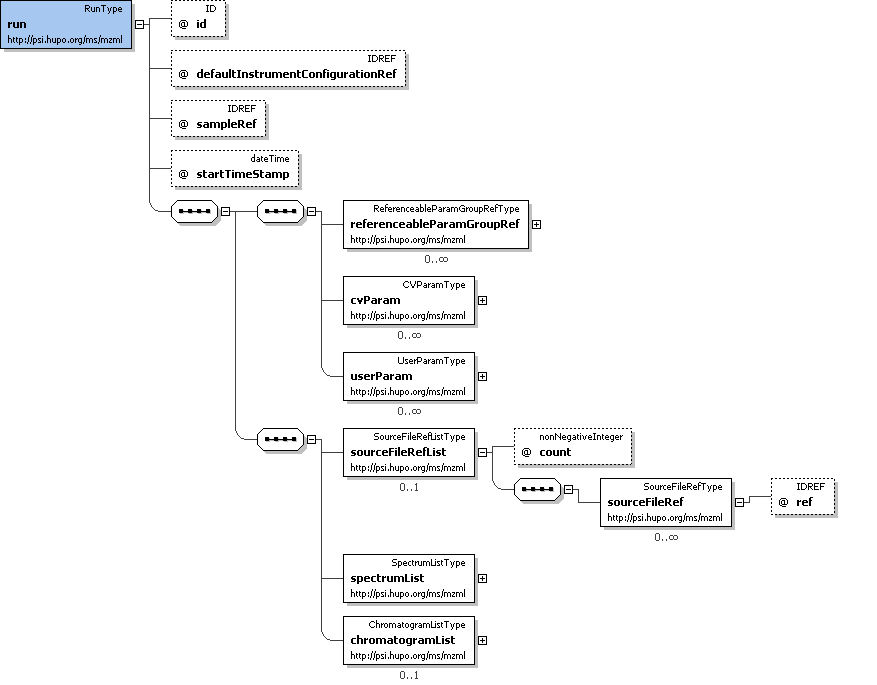 RunType
run
http://psi.hupo.org/ms/mzml
ID
@ id
IDREF
@ defaultInstrumentConfigurationRef
IDREF
@ sampleRef
dateTime
@ startTimeStamp
ReferenceableParamGroupRefType
referenceableParamGroupRef
http://psi.hupo.org/ms/mzml
0..∞
CVParamType
cvParam
http://psi.hupo.org/ms/mzml
0..∞
UserParamType
userParam
http://psi.hupo.org/ms/mzml
0..∞
SourceFileRefListType
sourceFileRefList
http://psi.hupo.org/ms/mzml
0..1
nonNegativeInteger
@ count
SourceFileRefType
sourceFileRef
http://psi.hupo.org/ms/mzml
0..∞
IDREF
@ ref
SpectrumListType
spectrumList
http://psi.hupo.org/ms/mzml
ChromatogramListType
chromatogramList
http://psi.hupo.org/ms/mzml
0..1